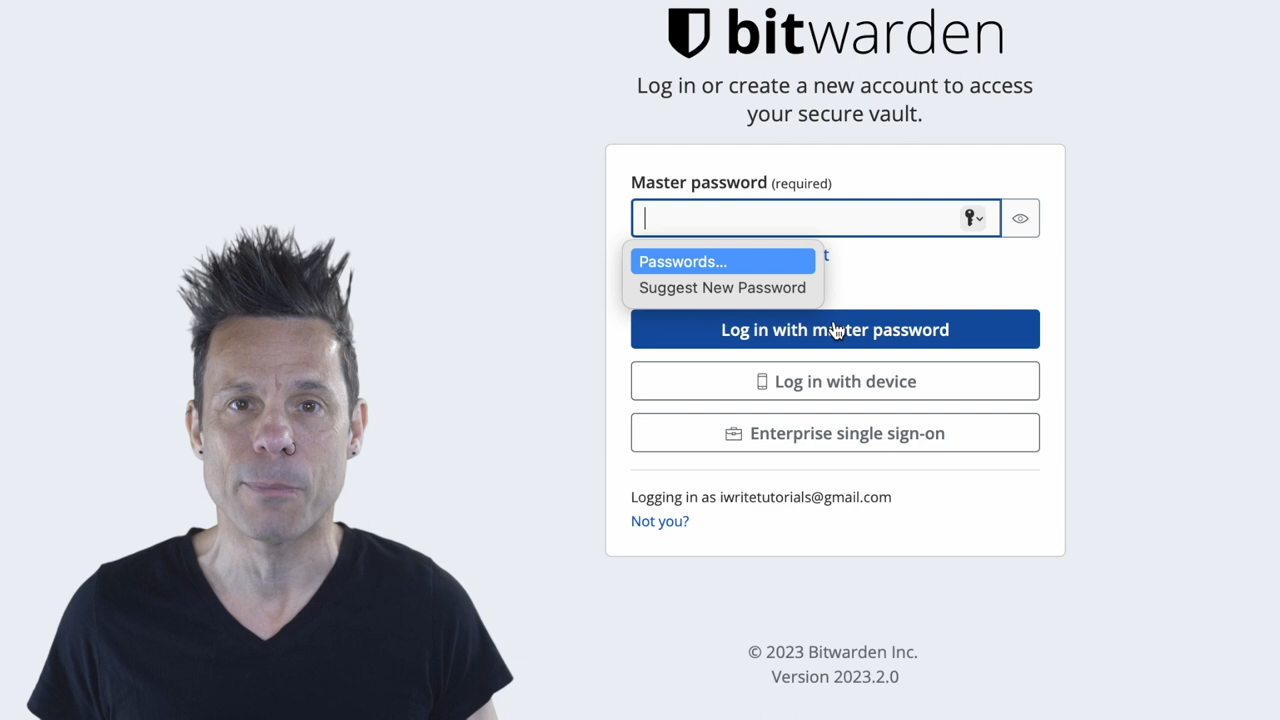 bitwarden
Log in or create a new account to access
your secure vault.
Master password (required)
Passwords...
Suggest New Password
Log in with master password
Log in with device
Enterprise single sign-on
Logging in as iwritetutorials@gmail.com
Not you?
© 2023 Bitwarden Inc.
Version 2023.2.0